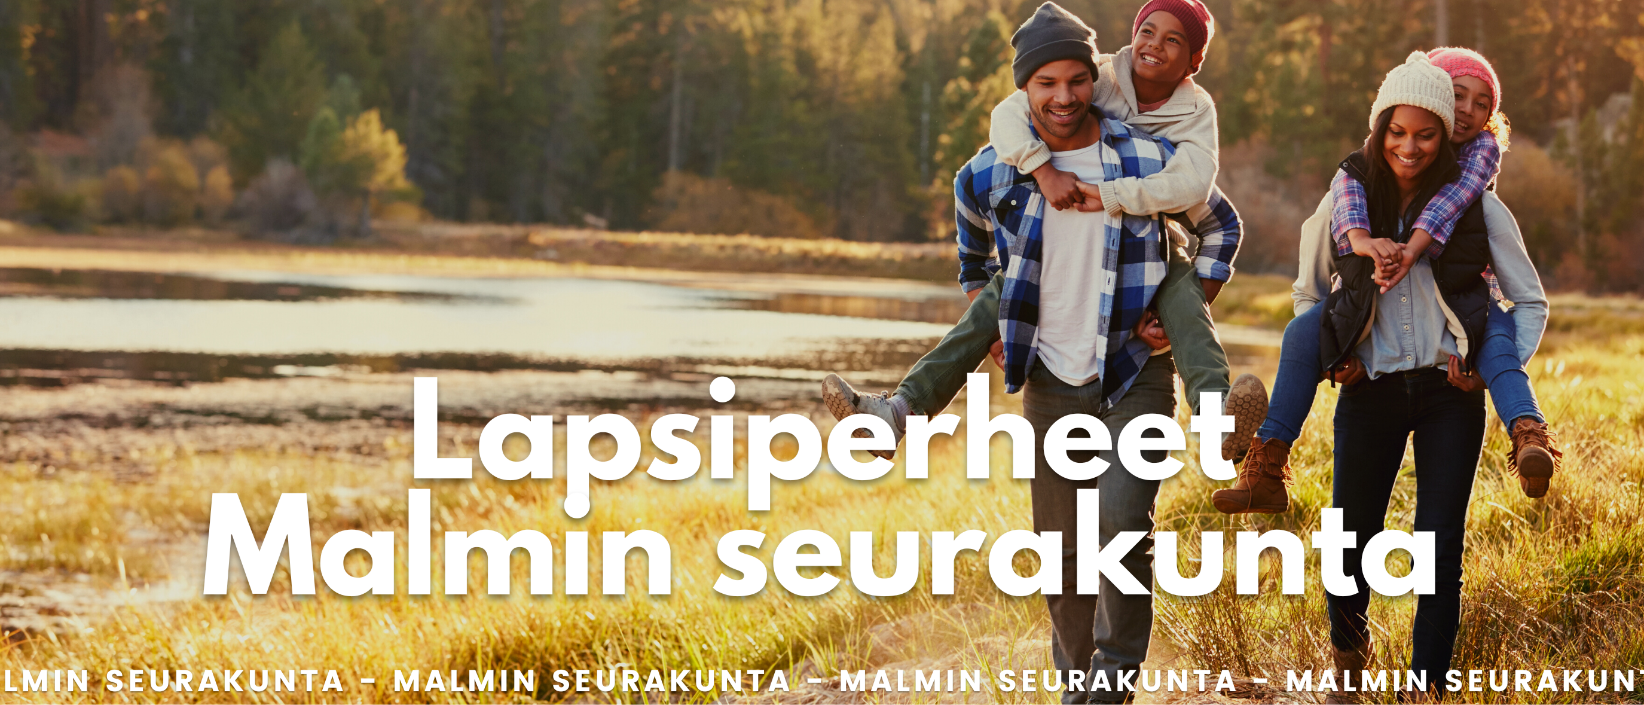 Lapsiperheet
Malmin seurakunta
LMIN SEURAKUNTA - MALMIN SEURAKUNTA - MALMIN SEURAKUNTA - MALMIN SEURAKUNT